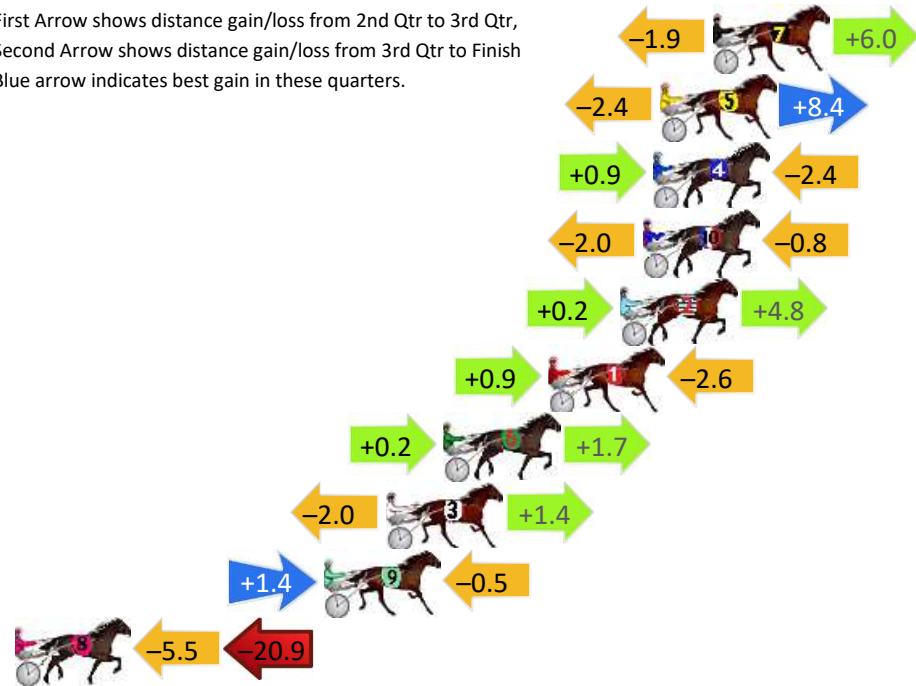 First Arrow shows distance gain/loss from 2nd Qtr to 3rd Qtr,
Second Arrow shows distance gain/loss from 3rd Qtr to Finish
Blue arrow indicates best gain in these quarters.
–1.9 7 +6.0
–2.4 5 +8.4
+0.9 4 –2.4
–2.0 10 –0.8
+0.2 2 +4.8
+0.9 1 –2.6
+0.2 6 +1.7
–2.0 3 +1.4
+1.4 9 –0.5
8 –5.5 –20.9